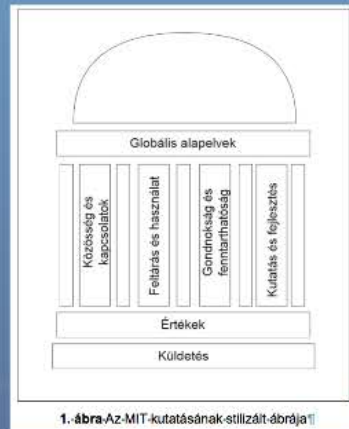 Globális alapelvek
Közösség és
kapcsolatok
Feltárás és használat
Gondnokság és
fenntarthatóság
Kutatás és fejlesztés
Értékek
Küldetés
1.·ábra·Az·MIT·kutatásának·stilizált·ábrája¶